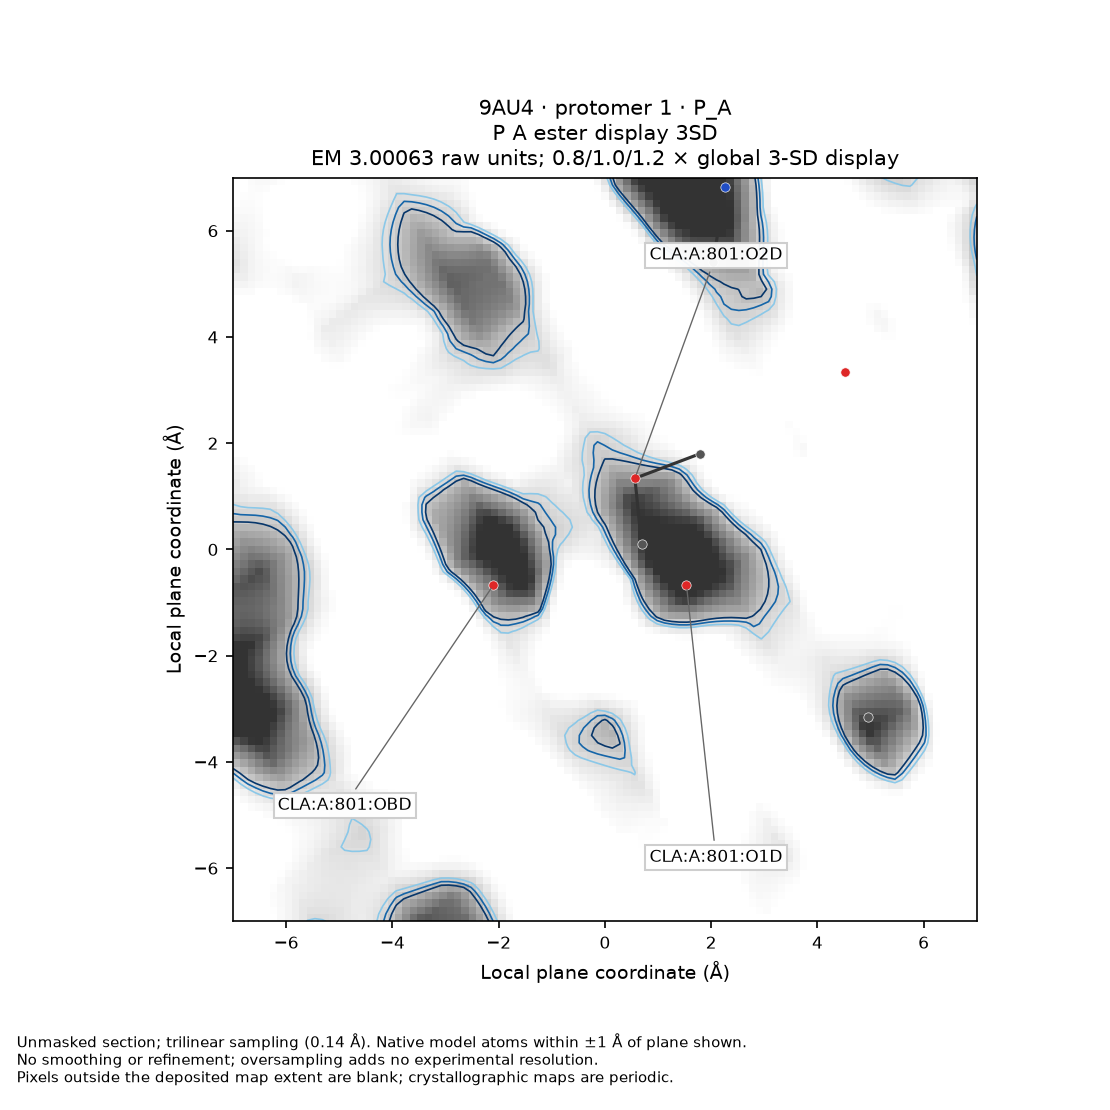 9AU4 · protomer 1 · P_A
P A ester display 3SD
EM 3.00063 raw units; 0.8/1.0/1.2 × global 3-SD display
6
4
2
0
−2
−4
−6
Local plane coordinate (Å)
CLA:A:801:O2D
CLA:A:801:OBD
CLA:A:801:O1D
−6 −4 −2 0 2 4 6
Local plane coordinate (Å)
Unmasked section; trilinear sampling (0.14 Å). Native model atoms within ±1 Å of plane shown.
No smoothing or refinement; oversampling adds no experimental resolution.
Pixels outside the deposited map extent are blank; crystallographic maps are periodic.